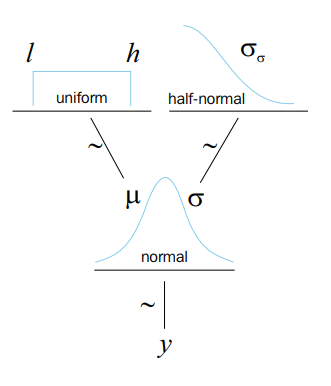 l h σσ
uniform half-normal
~ ~
μ σ
normal
~
y